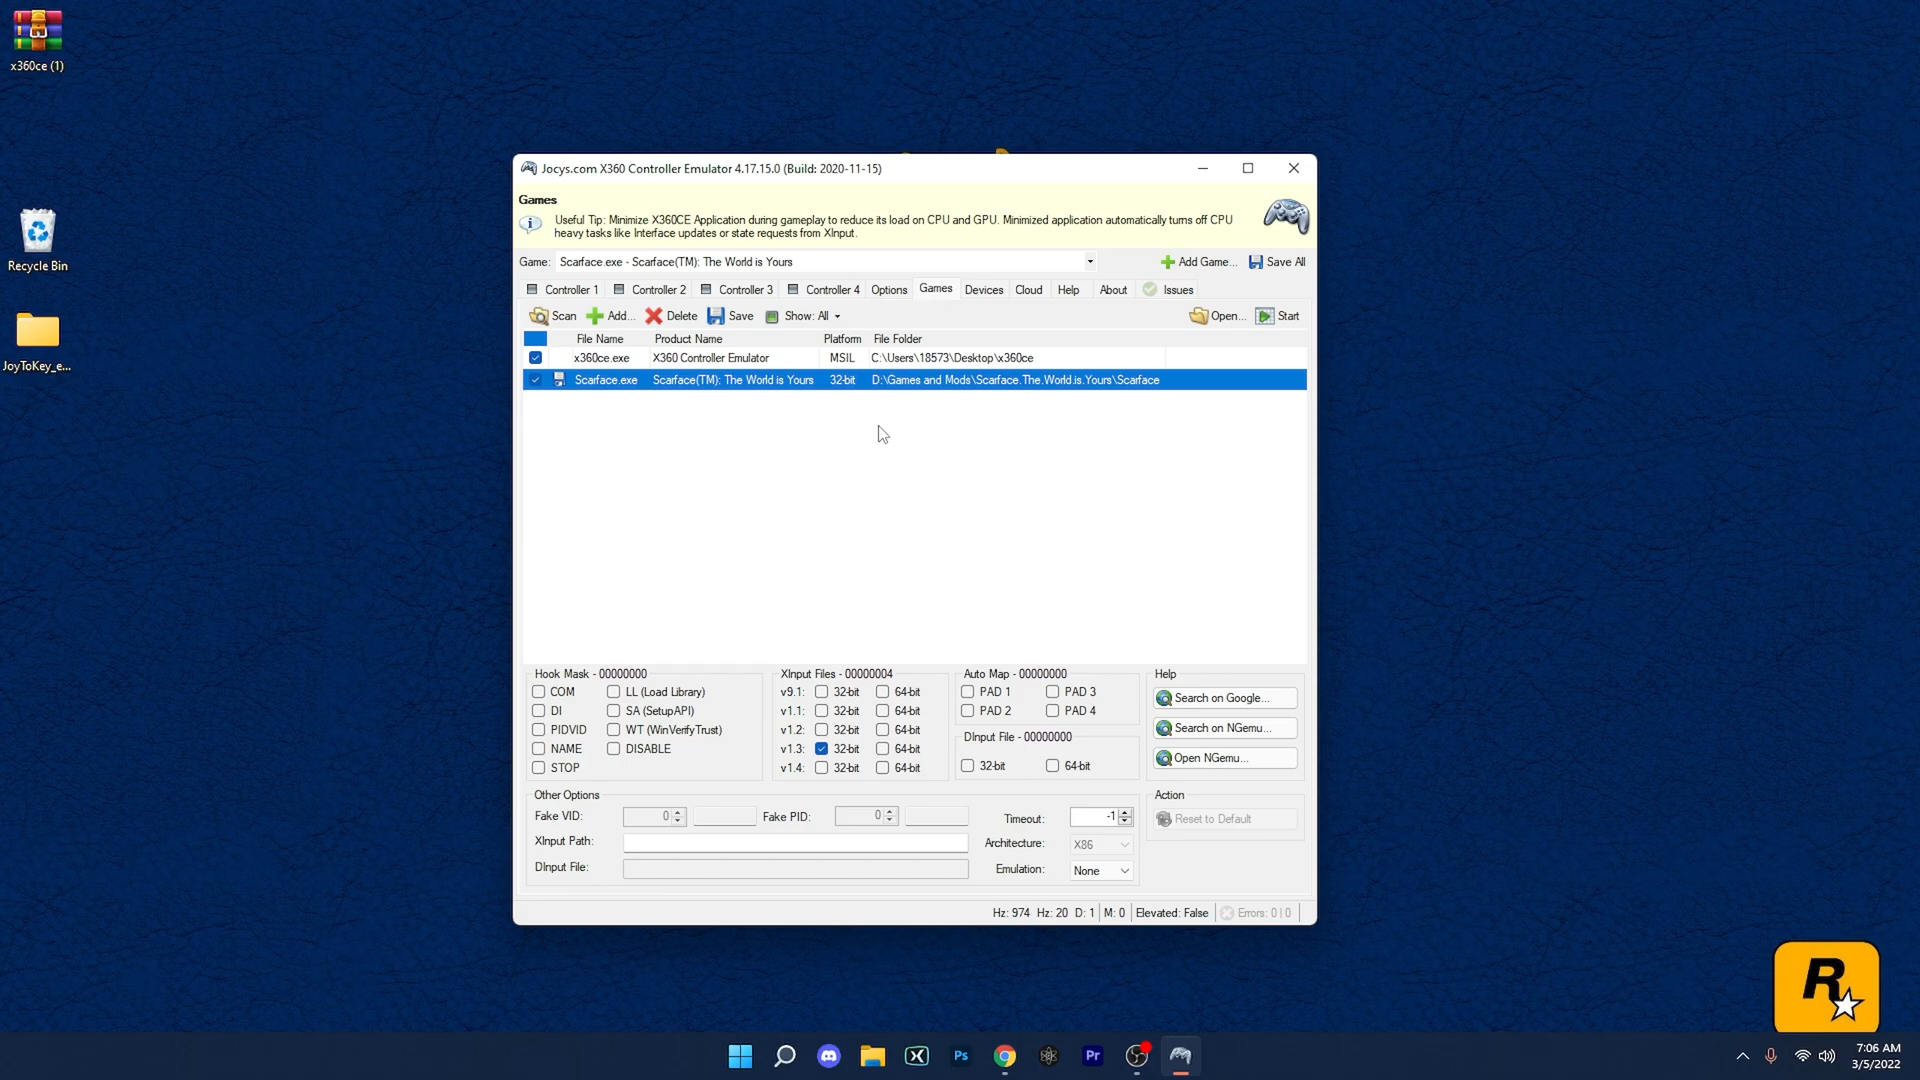 x360ce (1)
Recycle Bin
JoyToKey_e...
Jocys.com X360 Controller Emulator 4.17.15.0 (Build: 2020-11-15)
Games
Useful Tip: Minimize X360CE Application during gameplay to reduce its load on CPU and GPU. Minimized application automatically turns off CPU
heavy tasks like Interface updates or state requests from XInput.
Game: Scarface.exe - Scarface(TM): The World is Yours Add Game... Save All
Controller 1 Controller 2 Controller 3 Controller 4 Options Games Devices Cloud Help About Issues
Scan Add... Delete Save Show: All Open... Start
File Name Product Name Platform File Folder
x360ce.exe X360 Controller Emulator MSIL C:\Users\18573\Desktop\x360ce
Scarface.exe Scarface(TM): The World is Yours 32-bit D:\Games and Mods\Scarface.The.World.is.Yours\Scarface
Hook Mask - 00000000
COM LL (Load Library)
DI SA (SetupAPI)
PIDVID WT (WinVerifyTrust)
NAME DISABLE
STOP
XInput Files - 00000004
v9.1: 32-bit 64-bit
v1.1: 32-bit 64-bit
v1.2: 32-bit 64-bit
v1.3: 32-bit 64-bit
v1.4: 32-bit 64-bit
Auto Map - 00000000
PAD 1 PAD 3
PAD 2 PAD 4
DInput File - 00000000
32-bit 64-bit
Help
Search on Google...
Search on NGemu...
Open NGemu...
Other Options
Fake VID: 0 Fake PID: 0 Timeout: -1
XInput Path: Architecture: X86
DInput File: Emulation: None
Action
Reset to Default
Hz: 974 Hz: 20 D: 1 M: 0 Elevated: False Errors: 0 | 0
R
Ps
Pr
7:06 AM
3/5/2022